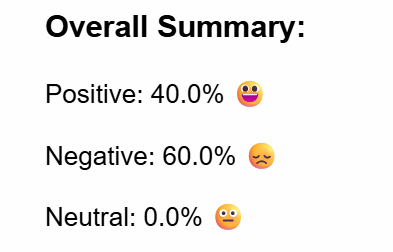 Overall Summary:
Positive: 40.0% 😀
Negative: 60.0% 😞
Neutral: 0.0% 😐